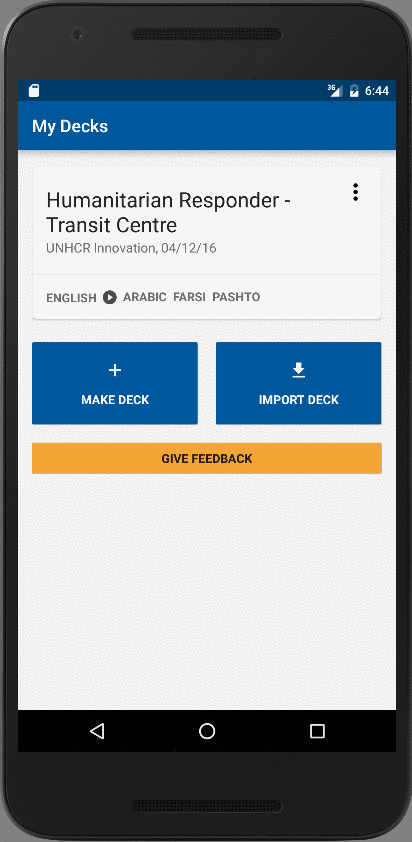 3G 6:44
My Decks
Humanitarian Responder -
Transit Centre
UNHCR Innovation, 04/12/16
ENGLISH ARABIC FARSI PASHTO
MAKE DECK IMPORT DECK
GIVE FEEDBACK